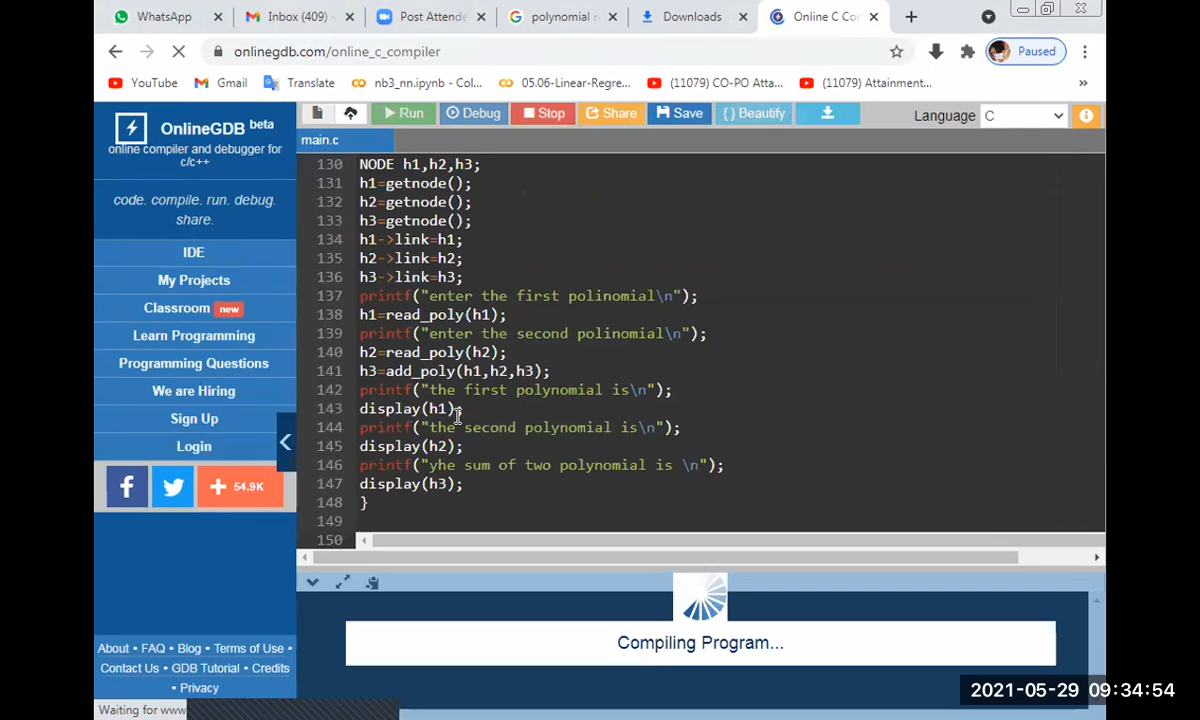 WhatsApp
Inbox (409)
Post Attende
polynomial
Downloads
Online C Co
onlinegdb.com/online_c_compiler
Paused
YouTube
Gmail
Translate
nb3_nn.ipynb - Col...
05.06-Linear-Regre...
(11079) CO-PO Atta...
(11079) Attainment...
»
OnlineGDB beta
online compiler and debugger for
c/c++
code. compile. run. debug.
share.
IDE
My Projects
Classroom new
Learn Programming
Programming Questions
We are Hiring
Sign Up
Login
+ 54.9K
About • FAQ • Blog • Terms of Use •
Contact Us • GDB Tutorial • Credits
• Privacy
Waiting for www
Run
Debug
Stop
Share
Save
{ } Beautify
Language C
main.c
130 NODE h1,h2,h3;
131 h1=getnode();
132 h2=getnode();
133 h3=getnode();
134 h1->link=h1;
135 h2->link=h2;
136 h3->link=h3;
137 printf("enter the first polinomial\n");
138 h1=read_poly(h1);
139 printf("enter the second polinomial\n");
140 h2=read_poly(h2);
141 h3=add_poly(h1,h2,h3);
142 printf("the first polynomial is\n");
143 display(h1);
144 printf("the second polynomial is\n");
145 display(h2);
146 printf("yhe sum of two polynomial is \n");
147 display(h3);
148 }
149
150
Compiling Program...
2021-05-29 09:34:54